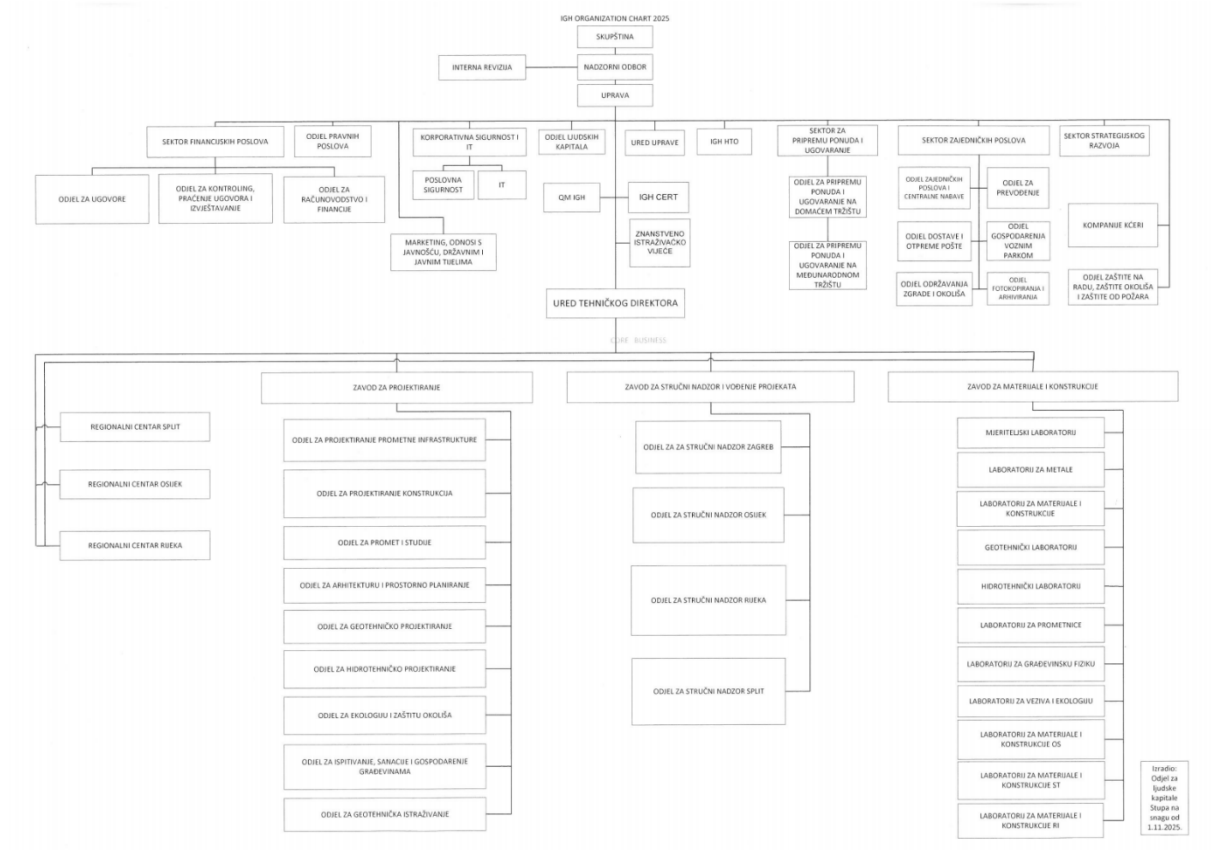 IGH ORGANIZATION CHART 2025
SKUPŠTINA
INTERNA REVIZIJA
NADZORNI ODBOR
UPRAVA
SEKTOR FINANCIJSKIH POSLOVA
ODJEL PRAVNIH
POSLOVA
KORPORATIVNA SIGURNOST I
IT
ODJEL LJUDSKIH
KAPITALA
URED UPRAVE
IGH HTO
SEKTOR ZA
PRIPREMU PONUDA I
UGOVARANJE
SEKTOR ZAJEDNIČKIH POSLOVA
SEKTOR STRATEGIJSKOG
RAZVOJA
ODJEL ZA UGOVORE
ODJEL ZA KONTROLING,
PRAĆENJE UGOVORA I
IZVJEŠTAVANJE
ODJEL ZA
RAČUNOVODSTVO I
FINANCIJE
POSLOVNA
SIGURNOST
IT
MARKETING, ODNOSI S
JAVNOŠĆU, DRŽAVNIM I
JAVNIM TIJELIMA
QM IGH
IGH CERT
ZNANSTVENO
ISTRAŽIVAČKO
VIJEĆE
ODJEL ZA PRIPREMU
PONUDA I
UGOVARANJE NA
DOMAĆEM TRŽIŠTU
ODJEL ZA PRIPREMU
PONUDA I
UGOVARANJE NA
MEĐUNARODNOM
TRŽIŠTU
ODJEL ZAJEDNIČKIH
POSLOVA I
CENTRALNE NABAVE
ODJEL ZA
PREVOĐENJE
ODJEL DOSTAVE I
OTPREME POŠTE
ODJEL
GOSPODARENJA
VOZNIM
PARKOM
ODJEL ODRŽAVANJA
ZGRADE I OKOLIŠA
ODJEL
FOTOKOPIRANJA I
ARHIVIRANJA
KOMPANIJE KĆERI
ODJEL ZAŠTITE NA
RADU, ZAŠTITE OKOLIŠA
I ZAŠTITE OD POŽARA
URED TEHNIČKOG DIREKTORA
CORE BUSINESS
ZAVOD ZA PROJEKTIRANJE
ZAVOD ZA STRUČNI NADZOR I VOĐENJE PROJEKATA
ZAVOD ZA MATERIJALE I KONSTRUKCIJE
REGIONALNI CENTAR SPLIT
REGIONALNI CENTAR OSIJEK
REGIONALNI CENTAR RIJEKA
ODJEL ZA PROJEKTIRANJE PROMETNE INFRASTRUKTURE
ODJEL ZA PROJEKTIRANJE KONSTRUKCIJA
ODJEL ZA PROMET I STUDIJE
ODJEL ZA ARHITEKTURU I PROSTORNO PLANIRANJE
ODJEL ZA GEOTEHNIČKO PROJEKTIRANJE
ODJEL ZA HIDROTEHNIČKO PROJEKTIRANJE
ODJEL ZA EKOLOGIJU I ZAŠTITU OKOLIŠA
ODJEL ZA ISPITIVANJE, SANACIJE I GOSPODARENJE
GRAĐEVINAMA
ODJEL ZA GEOTEHNIČKA ISTRAŽIVANJE
ODJEL ZA ZA STRUČNI NADZOR ZAGREB
ODJEL ZA STRUČNI NADZOR OSIJEK
ODJEL ZA STRUČNI NADZOR RIJEKA
ODJEL ZA STRUČNI NADZOR SPLIT
MJERITELJSKI LABORATORIJ
LABORATORIJ ZA METALE
LABORATORIJ ZA MATERIJALE I
KONSTRUKCIJE
GEOTEHNIČKI LABORATORIJ
HIDROTEHNIČKI LABORATORIJ
LABORATORIJ ZA PROMETNICE
LABORATORIJ ZA GRAĐEVINSKU FIZIKU
LABORATORIJ ZA VEZIVA I EKOLOGIJU
LABORATORIJ ZA MATERIJALE I
KONSTRUKCIJE OS
LABORATORIJ ZA MATERIJALE I
KONSTRUKCIJE ST
LABORATORIJ ZA MATERIJALE I
KONSTRUKCIJE RI
Izradio:
Odjel za
ljudske
kapitale
Stupa na
snagu od
1.11.2025.